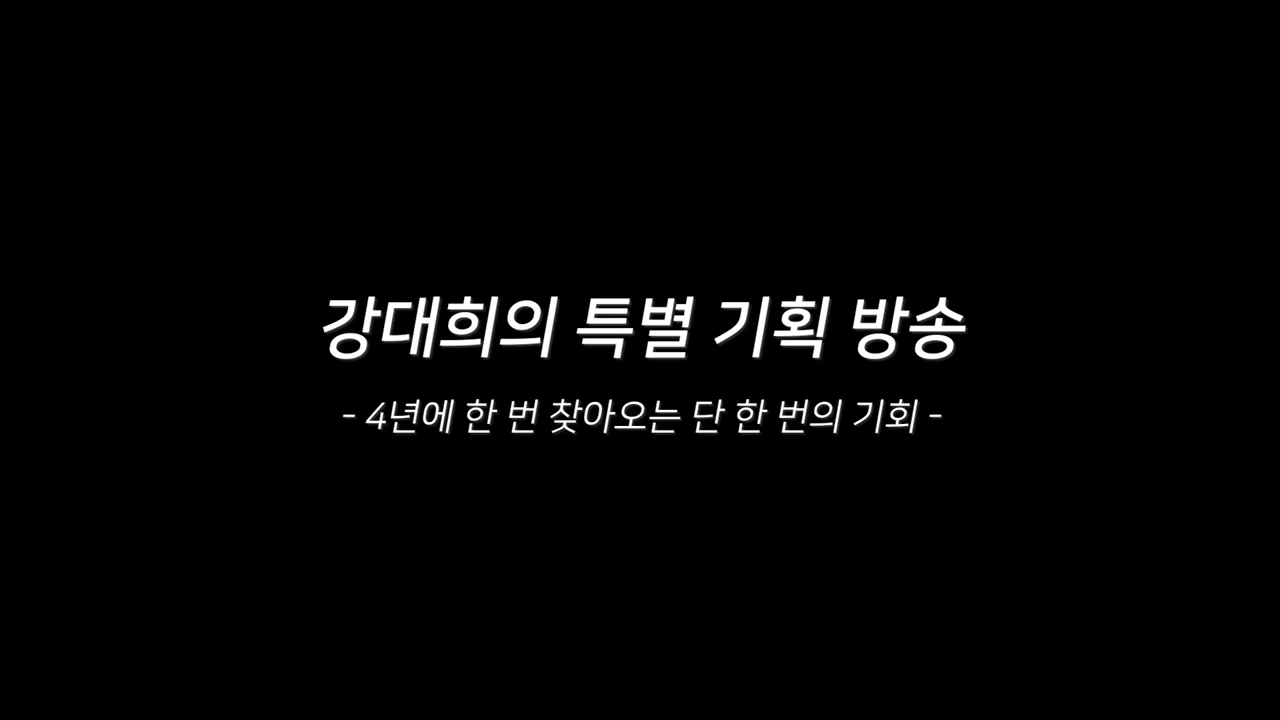 강대희의 특별 기획 방송
- 4년에 한 번 찾아오는 단 한 번의 기회 -